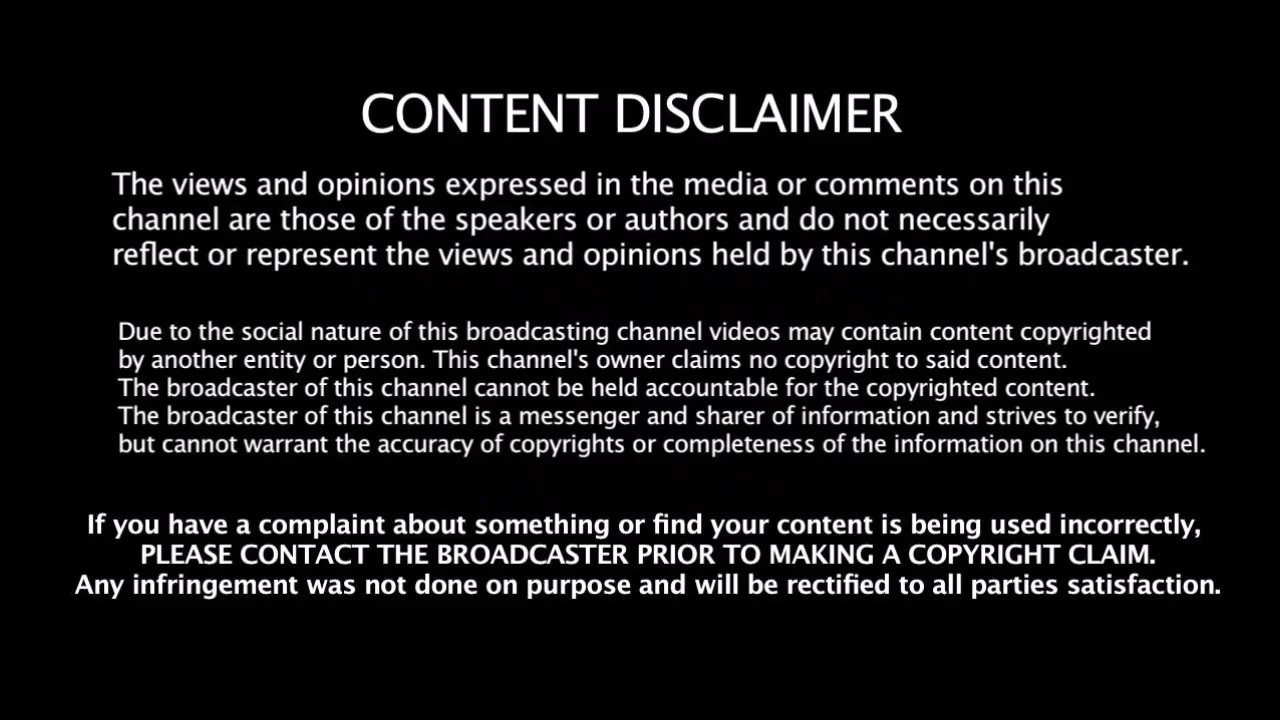 CONTENT DISCLAIMER
The views and opinions expressed in the media or comments on this
channel are those of the speakers or authors and do not necessarily
reflect or represent the views and opinions held by this channel's broadcaster.
Due to the social nature of this broadcasting channel videos may contain content copyrighted
by another entity or person. This channel's owner claims no copyright to said content.
The broadcaster of this channel cannot be held accountable for the copyrighted content.
The broadcaster of this channel is a messenger and sharer of information and strives to verify,
but cannot warrant the accuracy of copyrights or completeness of the information on this channel.
If you have a complaint about something or find your content is being used incorrectly,
PLEASE CONTACT THE BROADCASTER PRIOR TO MAKING A COPYRIGHT CLAIM.
Any infringement was not done on purpose and will be rectified to all parties satisfaction.